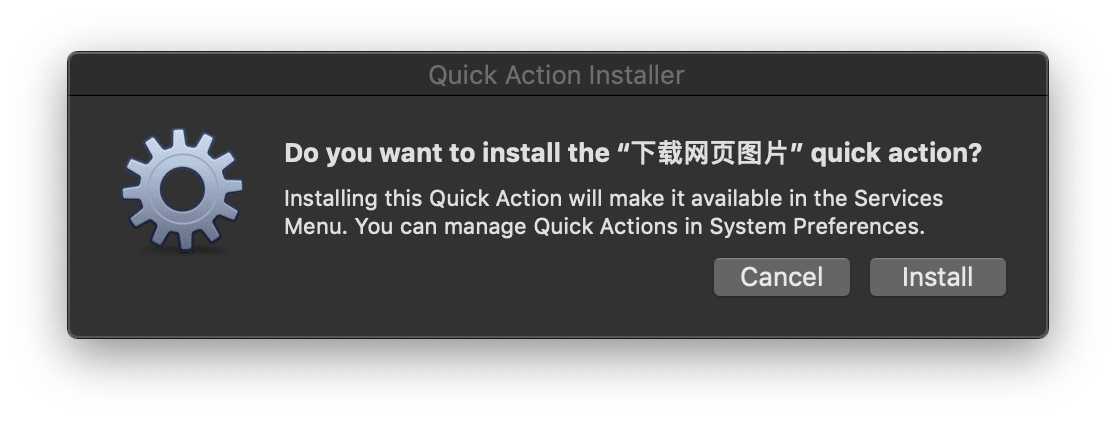 Quick Action Installer
Do you want to install the “下载网页图片” quick action?
Installing this Quick Action will make it available in the Services
Menu. You can manage Quick Actions in System Preferences.
Cancel Install